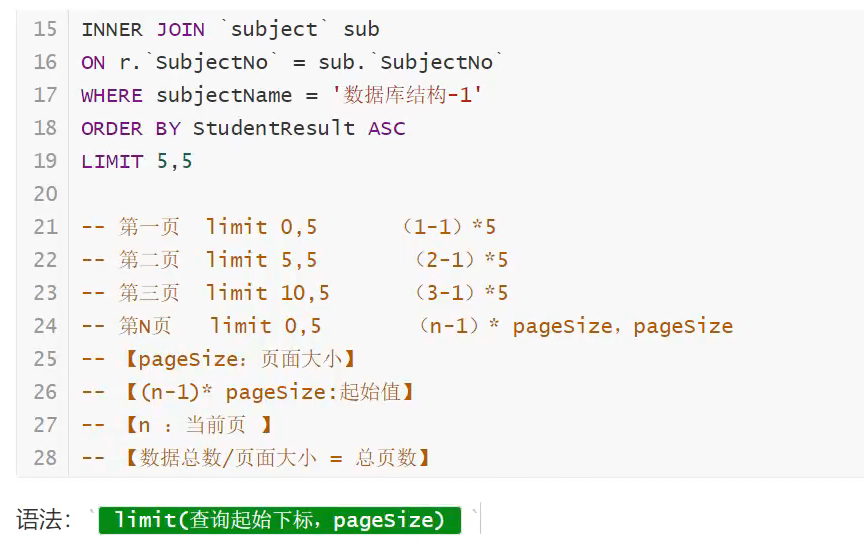 15 INNER JOIN `subject` sub
16 ON r.`SubjectNo` = sub.`SubjectNo`
17 WHERE subjectName = '数据库结构-1'
18 ORDER BY StudentResult ASC
19 LIMIT 5,5
20
21 -- 第一页  limit 0,5      （1-1）*5
22 -- 第二页  limit 5,5       （2-1）*5
23 -- 第三页  limit 10,5      （3-1）*5
24 -- 第N页   limit 0,5       （n-1）* pageSize，pageSize
25 -- 【pageSize：页面大小】
26 -- 【(n-1)* pageSize:起始值】
27 -- 【n ：当前页 】
28 -- 【数据总数/页面大小 = 总页数】
语法：` limit(查询起始下标，pageSize) `